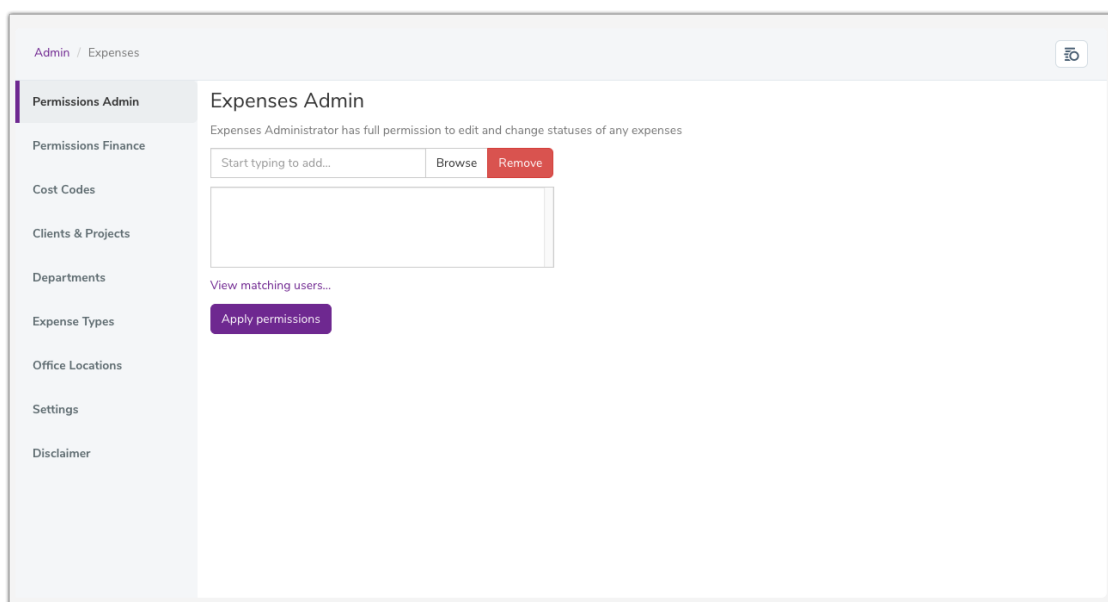 Admin / Expenses
Permissions Admin
Permissions Finance
Cost Codes
Clients & Projects
Departments
Expense Types
Office Locations
Settings
Disclaimer
Expenses Admin
Expenses Administrator has full permission to edit and change statuses of any expenses
Start typing to add... Browse Remove
View matching users...
Apply permissions